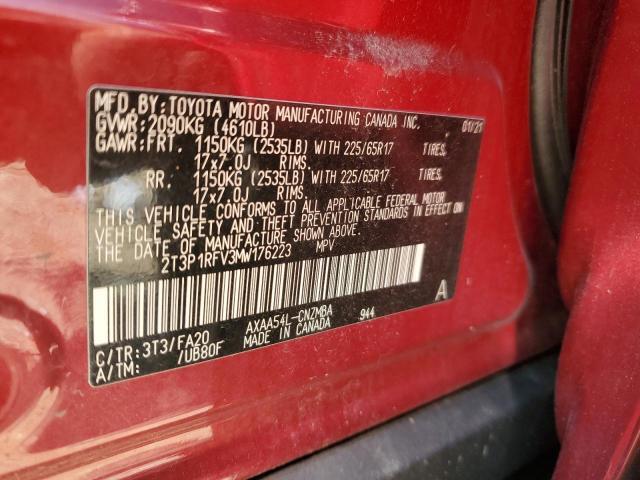 MFD.BY:TOYOTA MOTOR MANUFACTURING CANADA INC. 01/21
GVWR:2090KG (4610LB)
GAWR:FRT. 1150KG (2535LB) WITH 225/65R17 TIRES.
17x7.0J RIMS.
RR. 1150KG (2535LB) WITH 225/65R17 TIRES.
17x7.0J RIMS.
THIS VEHICLE CONFORMS TO ALL APPLICABLE FEDERAL MOTOR
VEHICLE SAFETY AND THEFT PREVENTION STANDARDS IN EFFECT ON
THE DATE OF MANUFACTURE SHOWN ABOVE.
2T3P1RFV3MW176223 MPV
A
C/TR:3T3/FA20 AXAA54L-CNZMBA 944
A/TM: /UB80F MADE IN CANADA